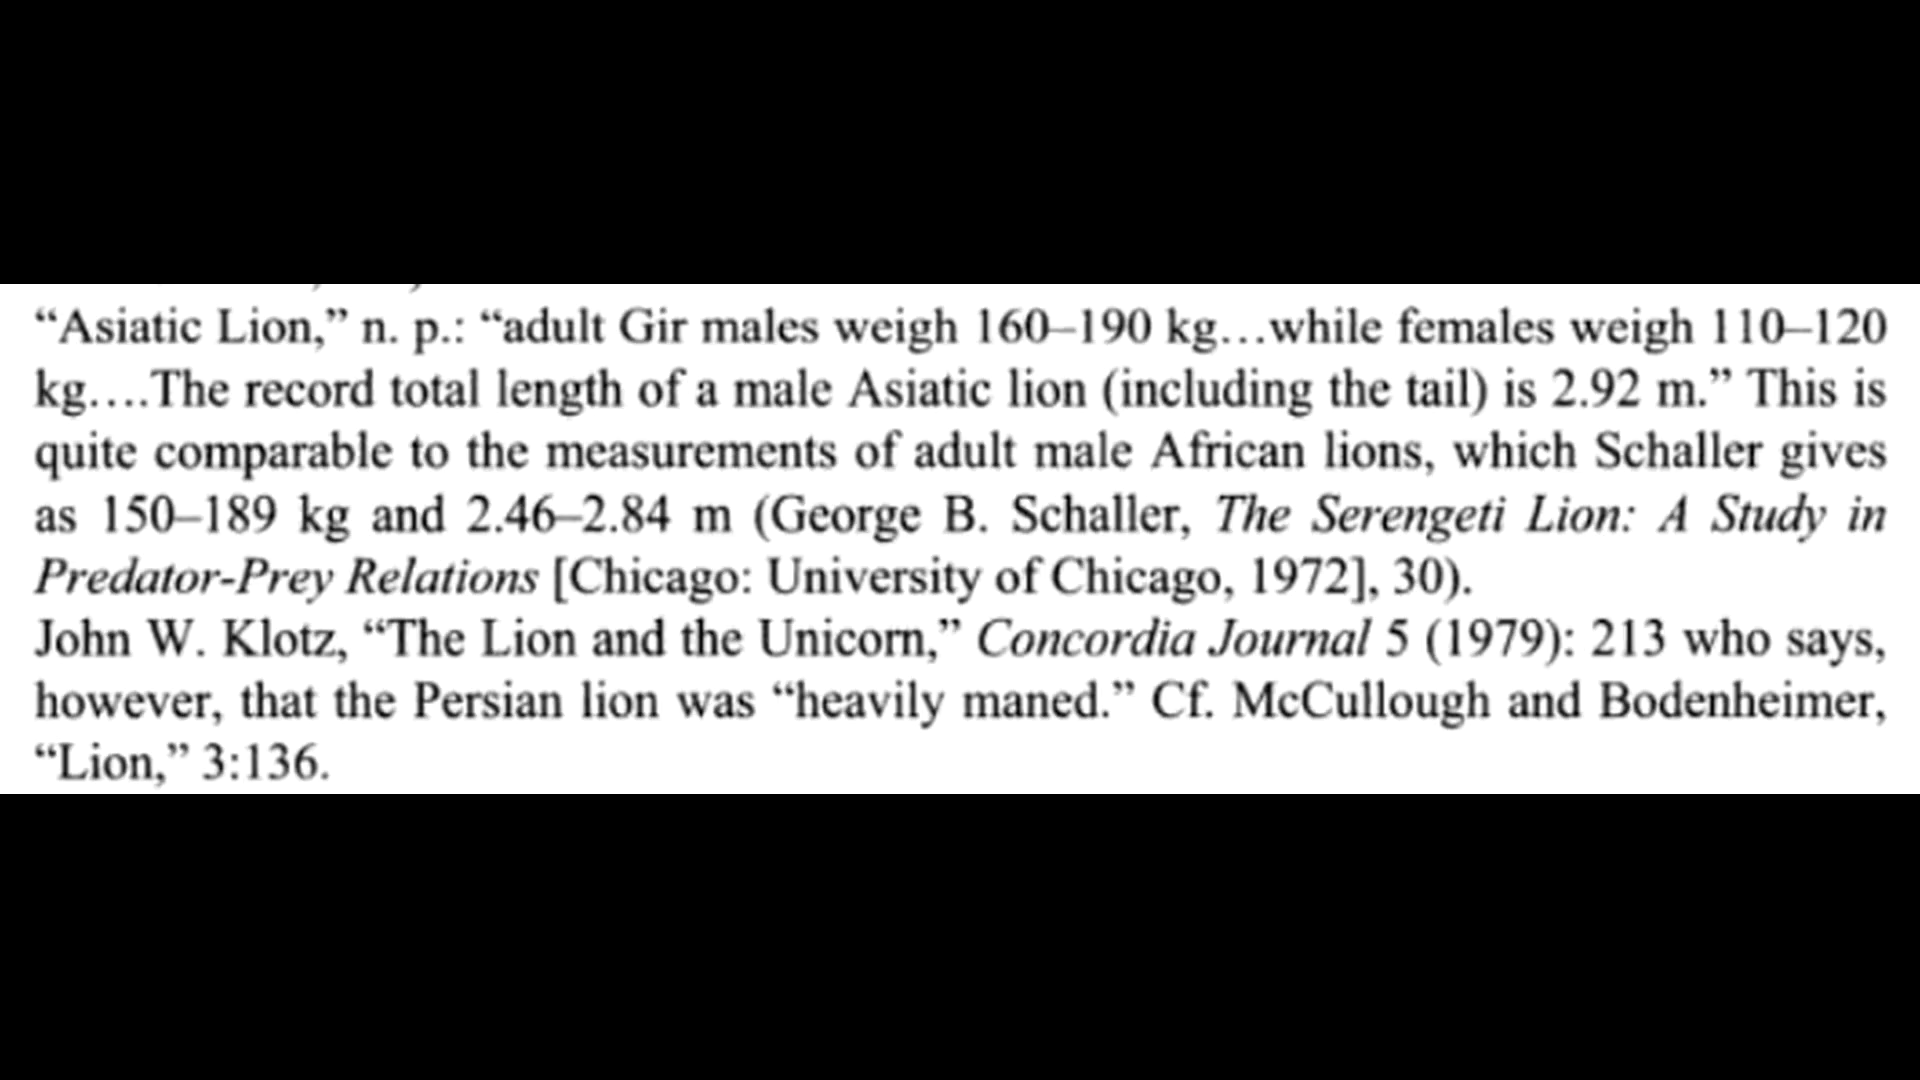 “Asiatic Lion,” n. p.: “adult Gir males weigh 160–190 kg…while females weigh 110–120
kg….The record total length of a male Asiatic lion (including the tail) is 2.92 m.” This is
quite comparable to the measurements of adult male African lions, which Schaller gives
as 150–189 kg and 2.46–2.84 m (George B. Schaller, The Serengeti Lion: A Study in
Predator-Prey Relations [Chicago: University of Chicago, 1972], 30).
John W. Klotz, “The Lion and the Unicorn,” Concordia Journal 5 (1979): 213 who says,
however, that the Persian lion was “heavily maned.” Cf. McCullough and Bodenheimer,
“Lion,” 3:136.